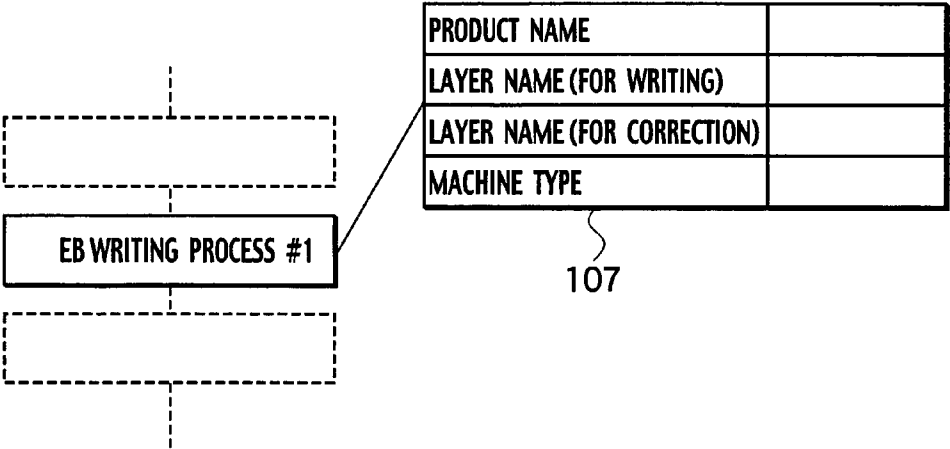 PRODUCT NAME
LAYER NAME (FOR WRITING)
LAYER NAME (FOR CORRECTION)
MACHINE TYPE
EB WRITING PROCESS #1
107